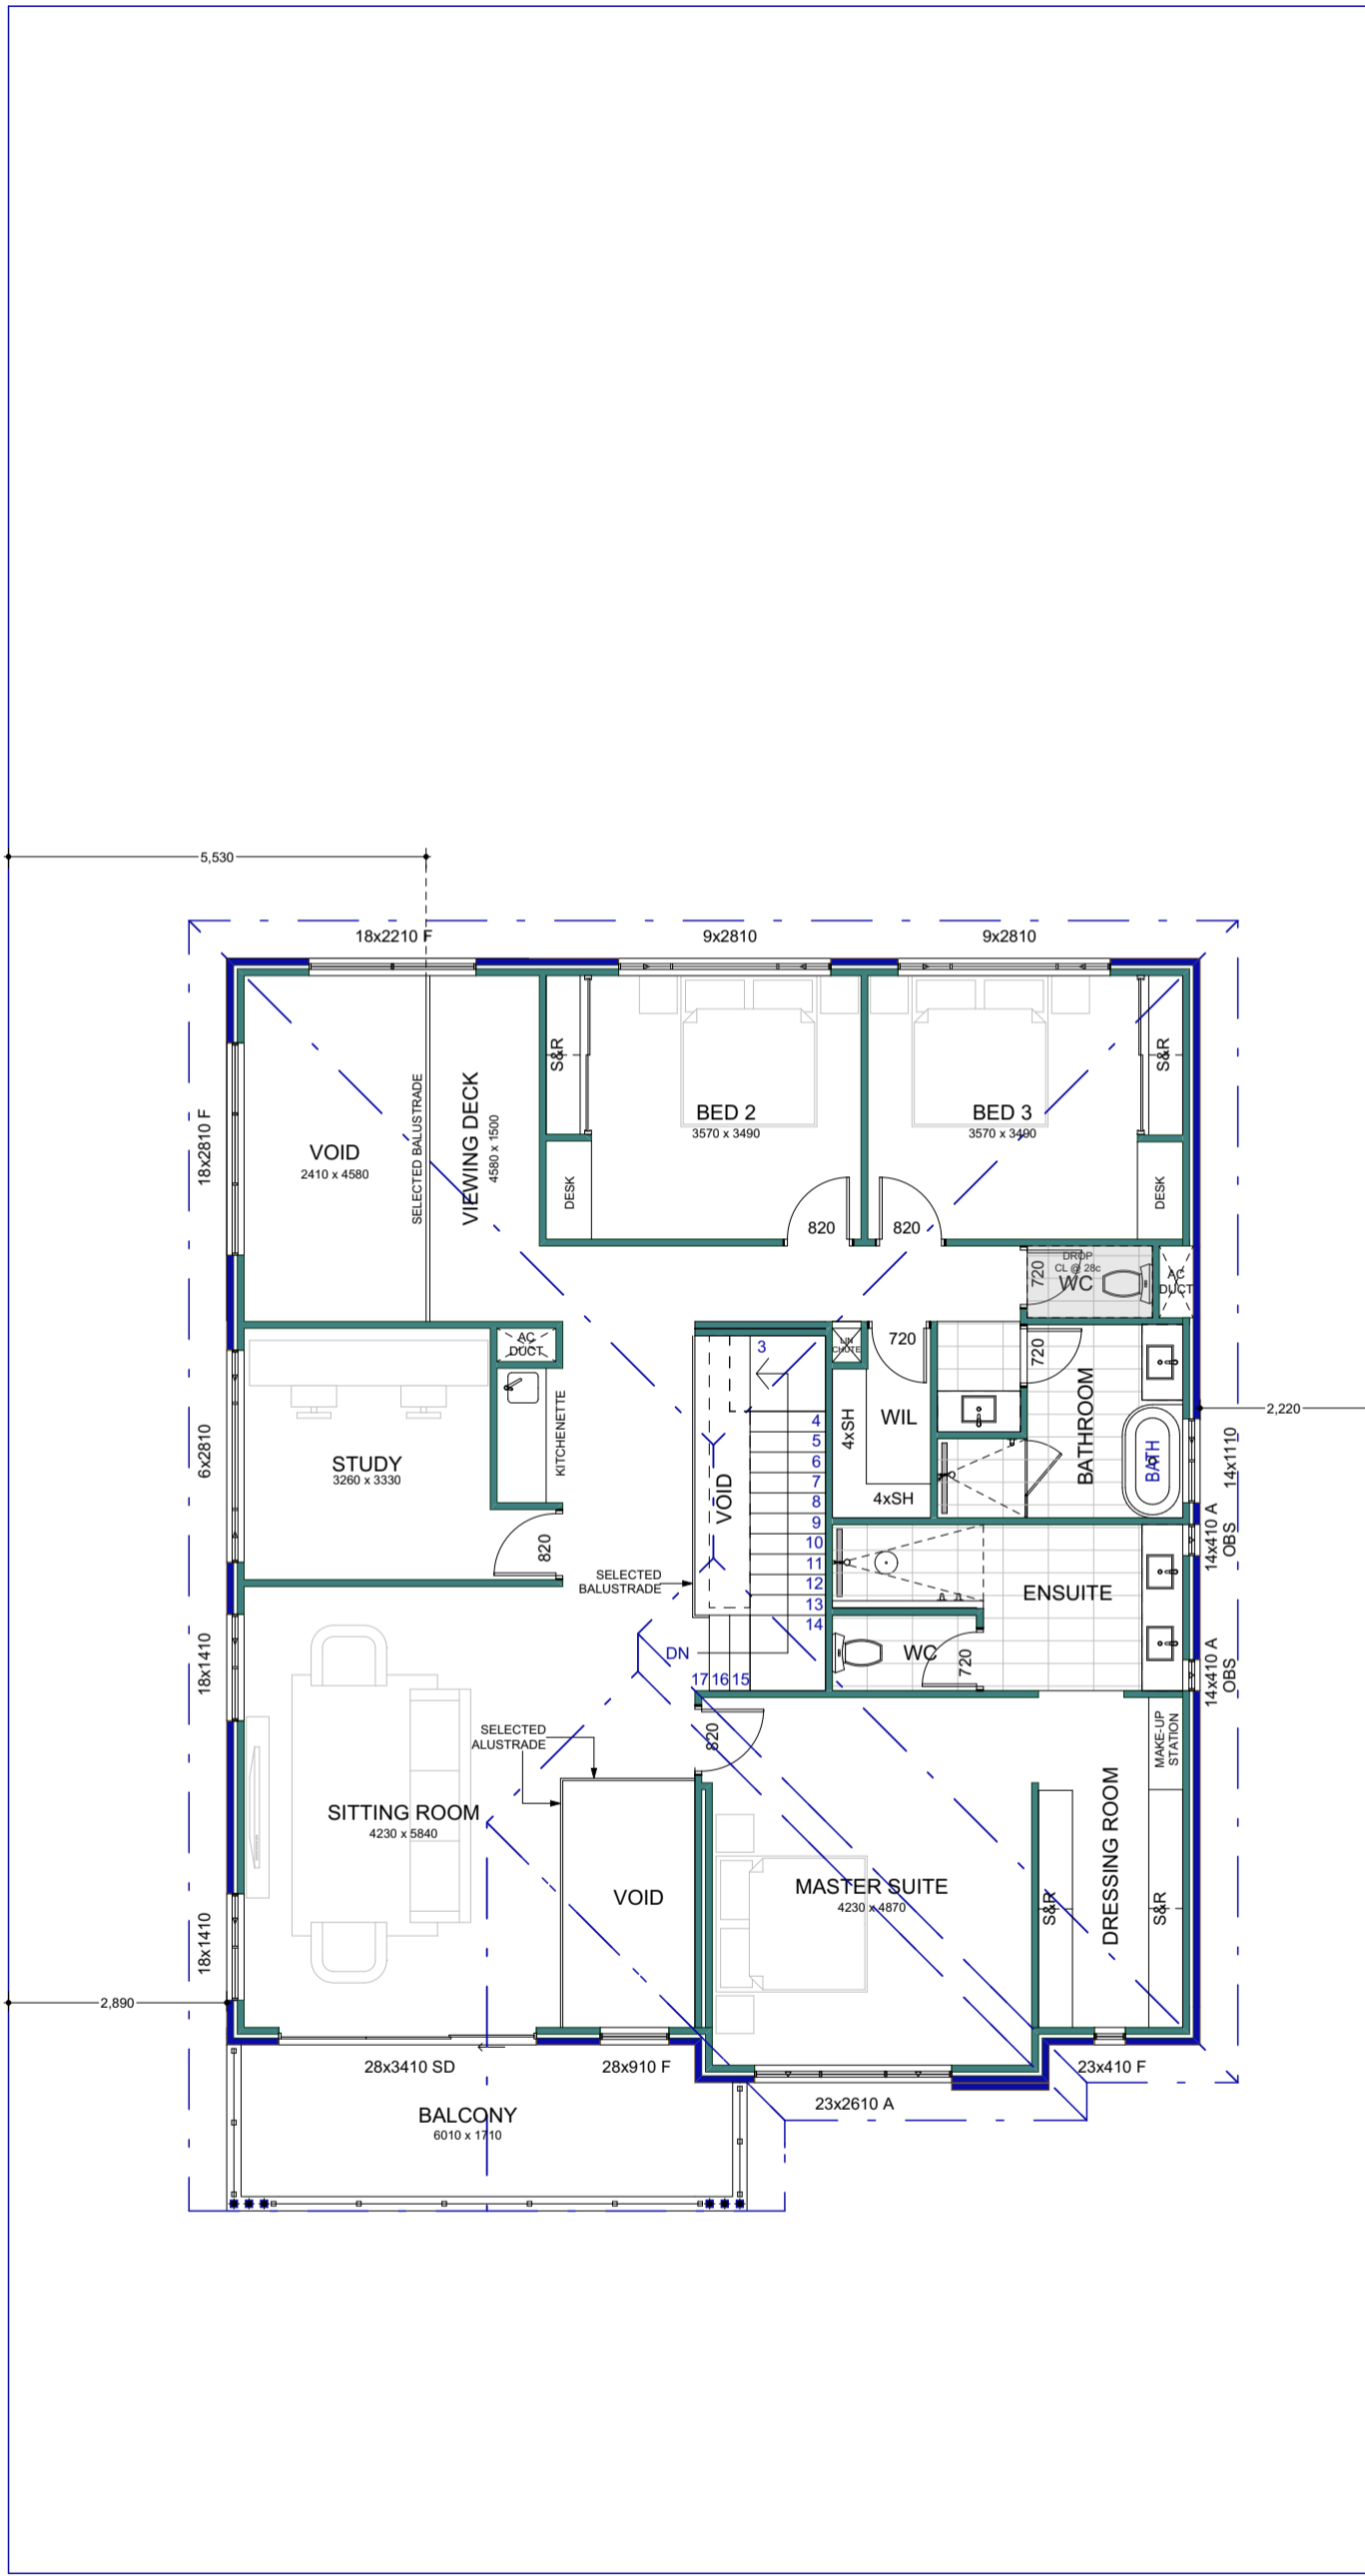 5,530
18x2210 F
9x2810
9x2810
S&R
S&R
18x2810 F
VOID
2410 x 4580
SELECTED BALUSTRADE
VIEWING DECK
4580 x 1500
BED 2
3570 x 3490
BED 3
3570 x 3490
DESK
DESK
820
820
DROP
CL @ 28c
WC
720
AC
DUCT
AC
DUCT
3
LIN
CHUTE
720
720
2,220
4
5
6
7
8
9
10
11
12
13
14
4xSH
WIL
4xSH
BATHROOM
BATH
14x1110
6x2810
STUDY
3260 x 3330
KITCHENETTE
VOID
820
14x410 A
OBS
SELECTED
BALUSTRADE
ENSUITE
18x1410
DN
17 16 15
WC
720
14x410 A
OBS
SELECTED
ALUSTRADE
820
MAKE-UP
STATION
SITTING ROOM
4230 x 5840
VOID
MASTER SUITE
4230 x 4870
DRESSING ROOM
S&R
S&R
18x1410
2,890
28x3410 SD
28x910 F
23x410 F
23x2610 A
BALCONY
6010 x 1710